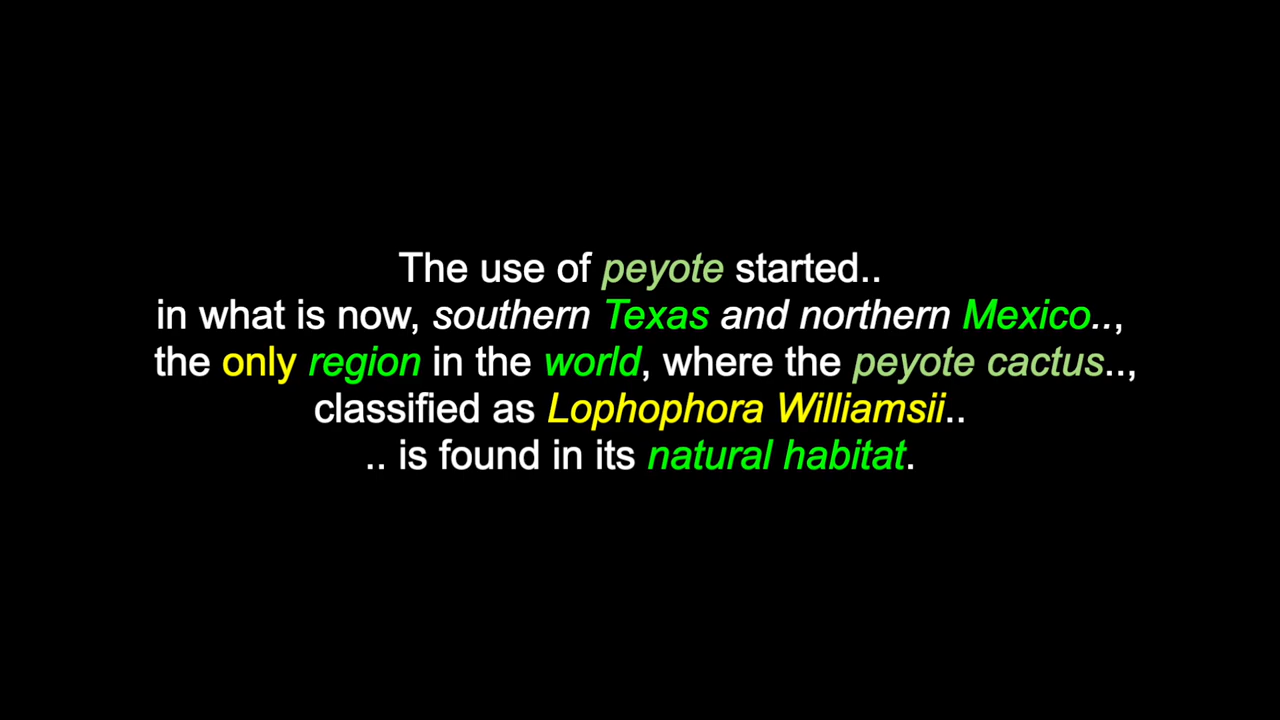 The use of peyote started..
in what is now, southern Texas and northern Mexico..,
the only region in the world, where the peyote cactus..,
classified as Lophophora Williamsii..
.. is found in its natural habitat.